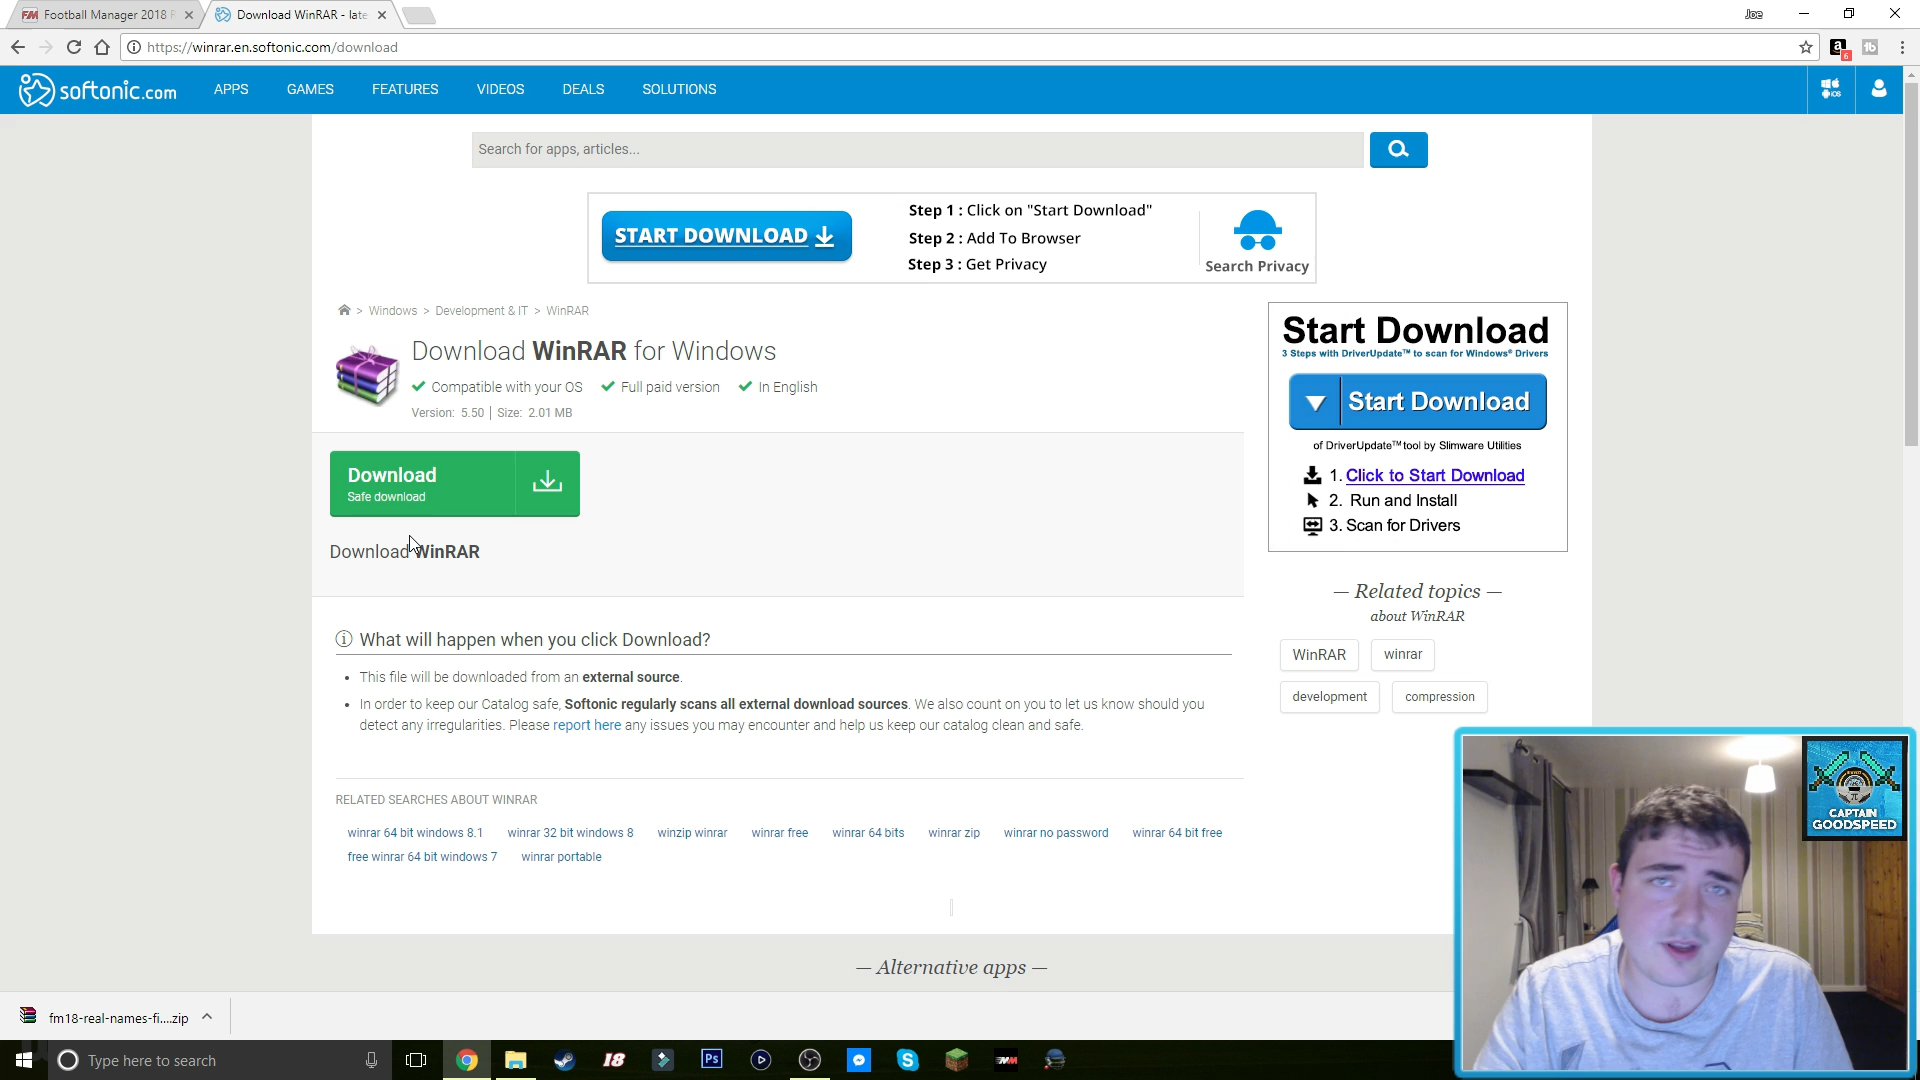 FM Football Manager 2018 F
Download WinRAR - late
Joe
https://winrar.en.softonic.com/download
a
6
tb
softonic.com
APPS
GAMES
FEATURES
VIDEOS
DEALS
SOLUTIONS
iOS
Search for apps, articles...
START DOWNLOAD
Step 1 : Click on "Start Download"
Step 2 : Add To Browser
Step 3 : Get Privacy
Search Privacy
> Windows > Development & IT > WinRAR
Download WinRAR for Windows
Compatible with your OS
Full paid version
In English
Version: 5.50 | Size: 2.01 MB
Download
Safe download
Download WinRAR
Start Download
3 Steps with DriverUpdate™ to scan for Windows® Drivers
Start Download
of DriverUpdate™ tool by Slimware Utilities
1. Click to Start Download
2. Run and Install
3. Scan for Drivers
— Related topics —
about WinRAR
WinRAR
winrar
development
compression
What will happen when you click Download?
• This file will be downloaded from an external source.
• In order to keep our Catalog safe, Softonic regularly scans all external download sources. We also count on you to let us know should you
detect any irregularities. Please report here any issues you may encounter and help us keep our catalog clean and safe.
RELATED SEARCHES ABOUT WINRAR
winrar 64 bit windows 8.1
winrar 32 bit windows 8
winzip winrar
winrar free
winrar 64 bits
winrar zip
winrar no password
winrar 64 bit free
free winrar 64 bit windows 7
winrar portable
— Alternative apps —
CAPTAIN
GOODSPEED
fm18-real-names-fi....zip
Type here to search
18
Ps